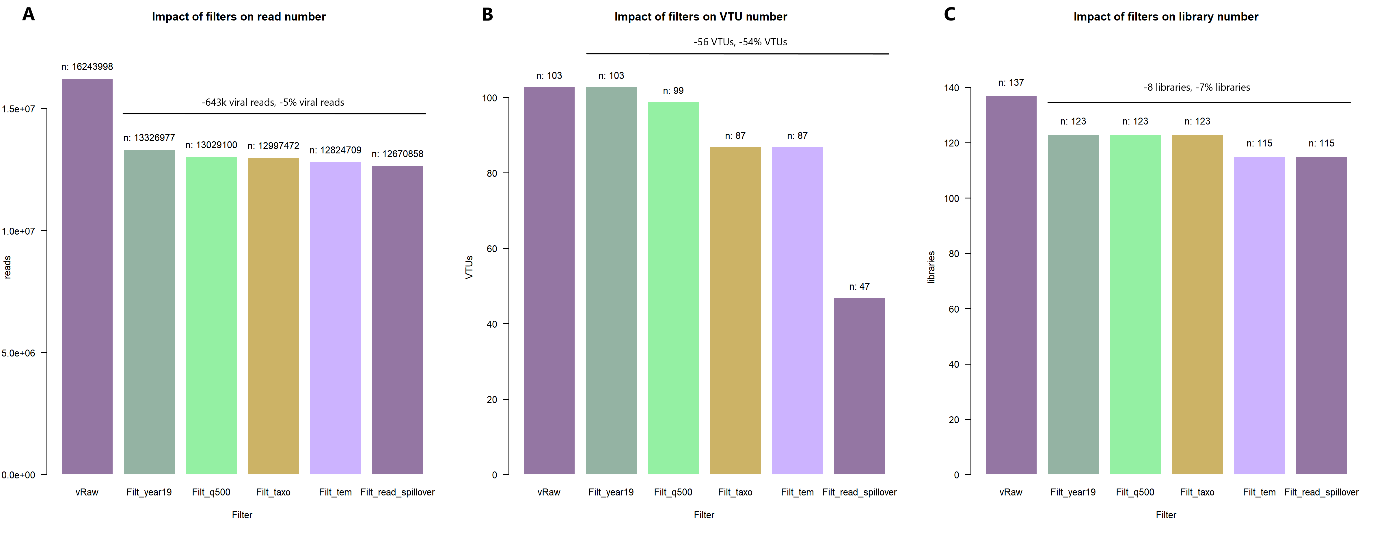 A
Impact of filters on read number
n: 16243998
-643k viral reads, -5% viral reads
n: 13326977
n: 13029100
n: 12997472
n: 12824709
n: 12670858
1.5e+07
1.0e+07
5.0e+06
0.0e+00
reads
vRaw
Filt_year19
Filt_q500
Filt_taxo
Filt_tem
Filt_read_spillover
Filter
B
Impact of filters on VTU number
-56 VTUs, -54% VTUs
n: 103
n: 103
n: 99
n: 87
n: 87
n: 47
100
80
60
40
20
0
VTUs
vRaw
Filt_year19
Filt_q500
Filt_taxo
Filt_tem
Filt_read_spillover
Filter
C
Impact of filters on library number
n: 137
-8 libraries, -7% libraries
n: 123
n: 123
n: 123
n: 115
n: 115
140
120
100
80
60
40
20
0
libraries
vRaw
Filt_year19
Filt_q500
Filt_taxo
Filt_tem
Filt_read_spillover
Filter